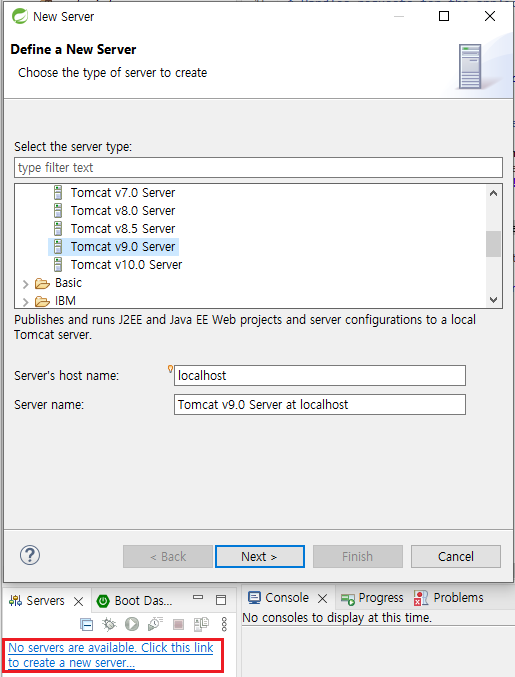 New Server
Define a New Server
Choose the type of server to create
Select the server type:
type filter text
Tomcat v7.0 Server
Tomcat v8.0 Server
Tomcat v8.5 Server
Tomcat v9.0 Server
Tomcat v10.0 Server
Basic
IBM
Publishes and runs J2EE and Java EE Web projects and server configurations to a local
Tomcat server.
Server's host name:
localhost
Server name:
Tomcat v9.0 Server at localhost
?
< Back
Next >
Finish
Cancel
Servers
Boot Das...
Console
Progress
Problems
No consoles to display at this time.
No servers are available. Click this link
to create a new server...